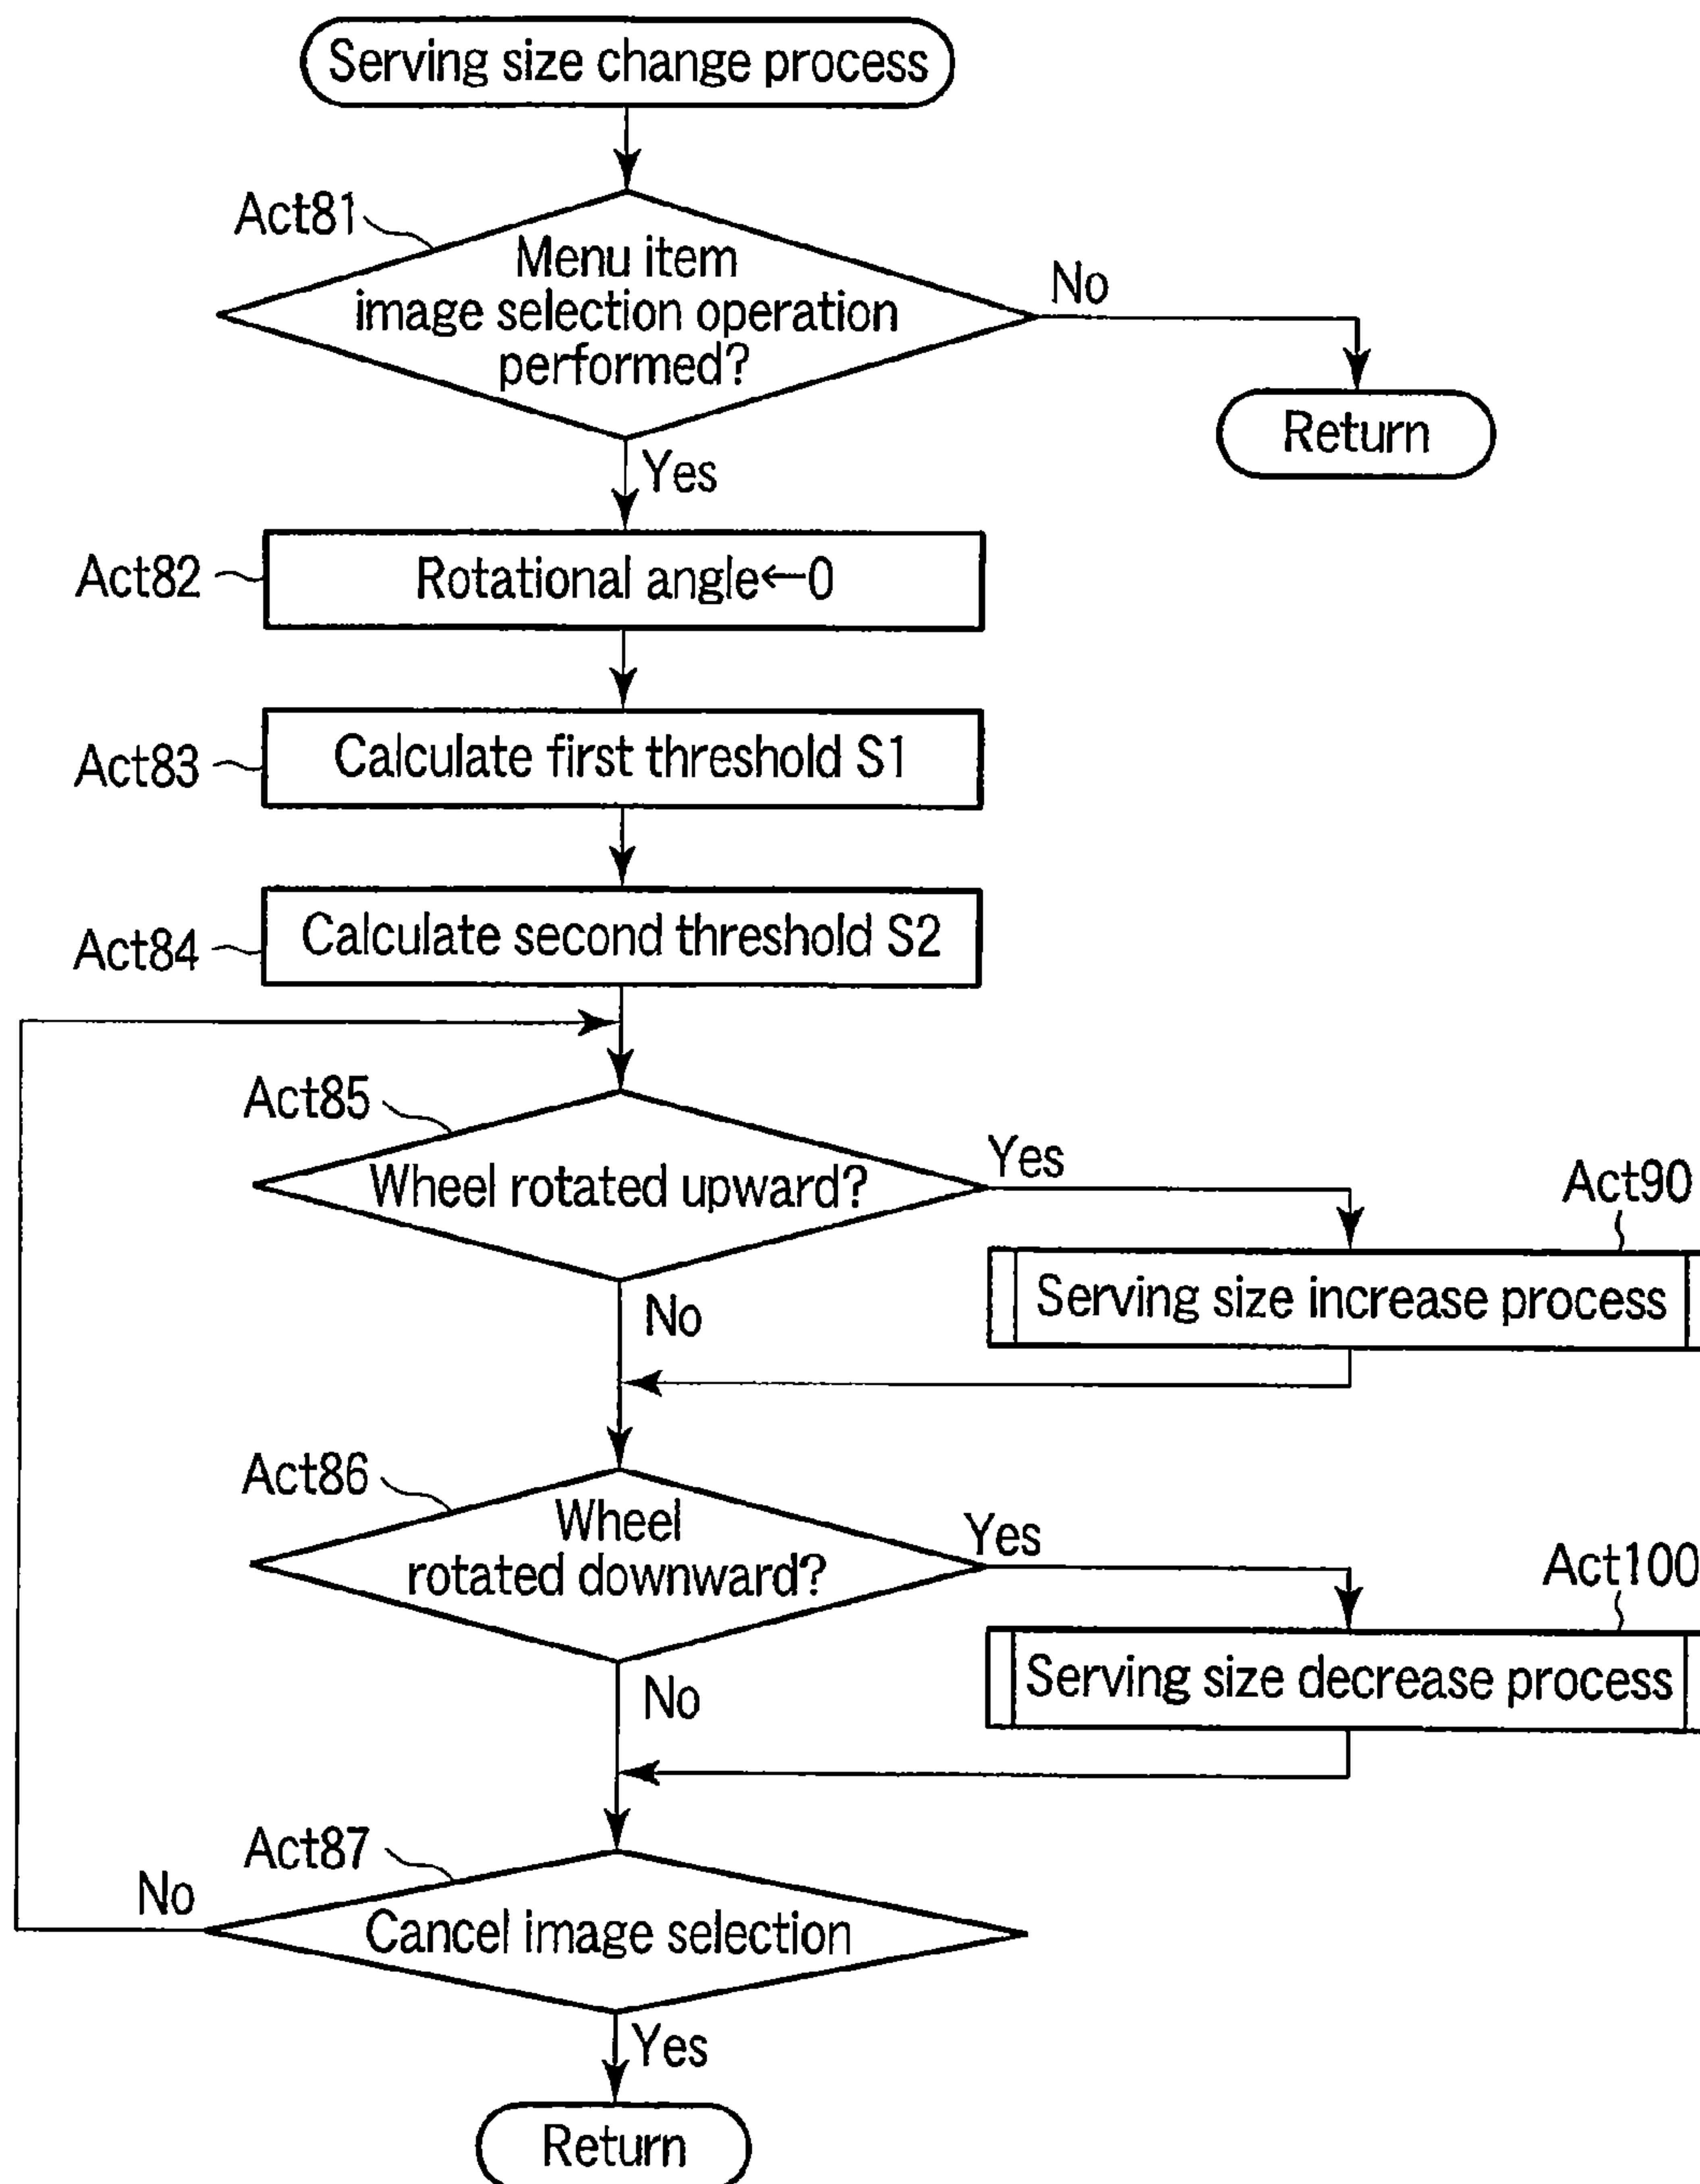 Serving size change process
Act81
Menu item
image selection operation
performed?
No
Return
Yes
Act82
Rotational angle←0
Act83
Calculate first threshold S1
Act84
Calculate second threshold S2
Act85
Wheel rotated upward?
Yes
Act90
Serving size increase process
No
Act86
Wheel
rotated downward?
Yes
Act100
Serving size decrease process
No
Act87
No
Cancel image selection
Yes
Return